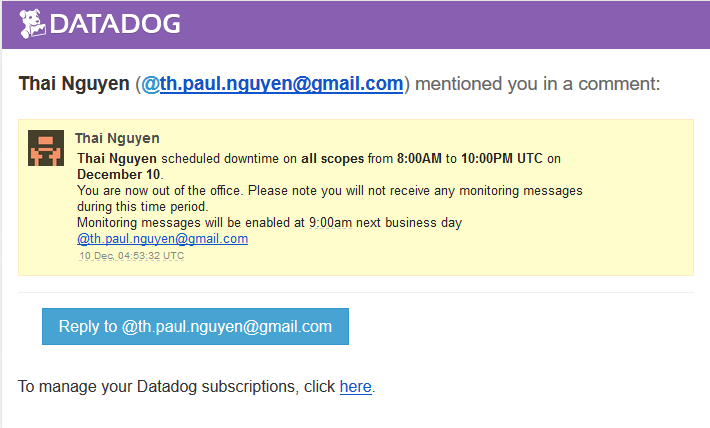 DATADOG
Thai Nguyen (@th.paul.nguyen@gmail.com) mentioned you in a comment:
Thai Nguyen
Thai Nguyen scheduled downtime on all scopes from 8:00AM to 10:00PM UTC on
December 10.
You are now out of the office. Please note you will not receive any monitoring messages
during this time period.
Monitoring messages will be enabled at 9:00am next business day
@th.paul.nguyen@gmail.com
10 Dec, 04:53:32 UTC
Reply to @th.paul.nguyen@gmail.com
To manage your Datadog subscriptions, click here.